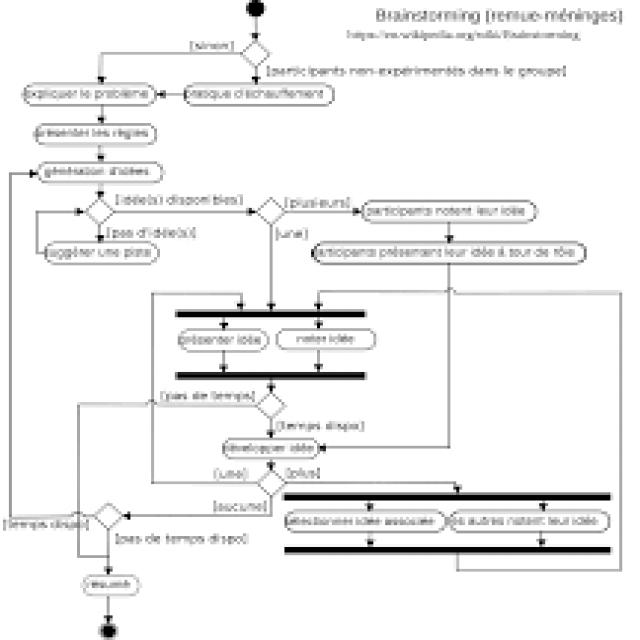 Brainstorming (remue-méninges)
https://en.wikipedia.org/wiki/Brainstorming
[sinon]
[participants non-expérimentés dans le groupe]
expliquer le problème
présenter les règles
génération d'idées
[idée(s) disponibles]
[plusieurs]
participants notent leur idée
[pas d'idée(s)]
[une]
suggérer une piste
participants présentent leur idée à tour de rôle
présenter idée
noter idée
[pas de temps]
[temps dispo]
développer idée
[une]
[plus]
[aucune]
sélectionner idée associée
les autres notent leur idée
[temps dispo]
[pas de temps dispo]
résumé